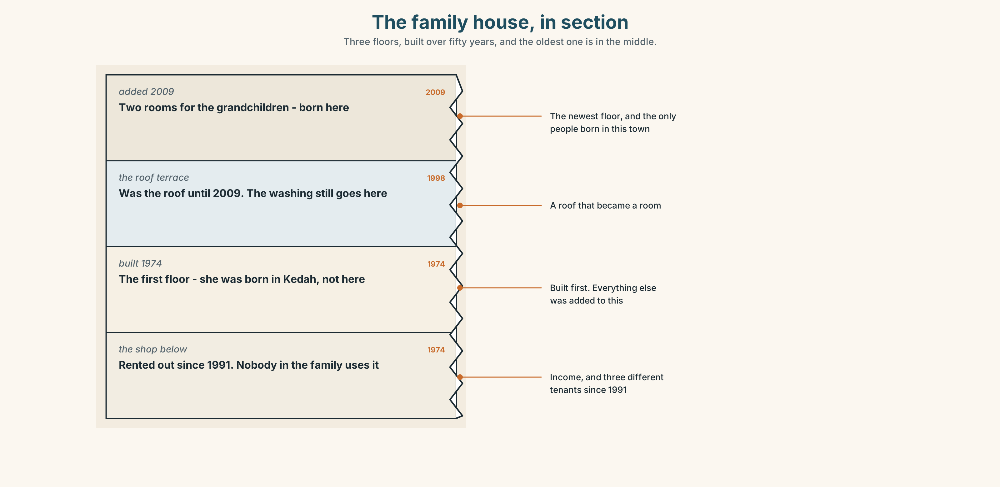 The family house, in section
Three floors, built over fifty years, and the oldest one is in the middle.
added 2009
2009
Two rooms for the grandchildren - born here
The newest floor, and the only
people born in this town
the roof terrace
1998
Was the roof until 2009. The washing still goes here
A roof that became a room
built 1974
1974
The first floor - she was born in Kedah, not here
Built first. Everything else
was added to this
the shop below
1974
Rented out since 1991. Nobody in the family uses it
Income, and three different
tenants since 1991